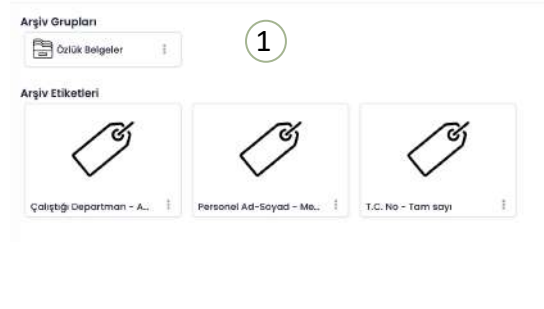 Arşiv Grupları
Özlük Belgeler
1
Arşiv Etiketleri
Çalıştığı Departman - A...
Personel Ad-Soyad - Me...
T.C. No - Tam sayı